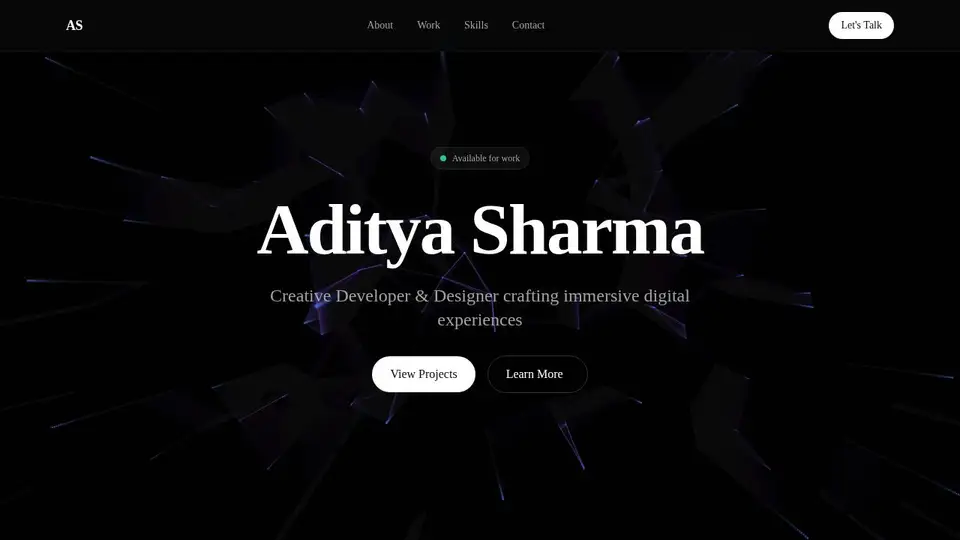 AS
About
Work
Skills
Contact
Let's Talk
Available for work
Aditya Sharma
Creative Developer & Designer crafting immersive digital
experiences
View Projects
Learn More